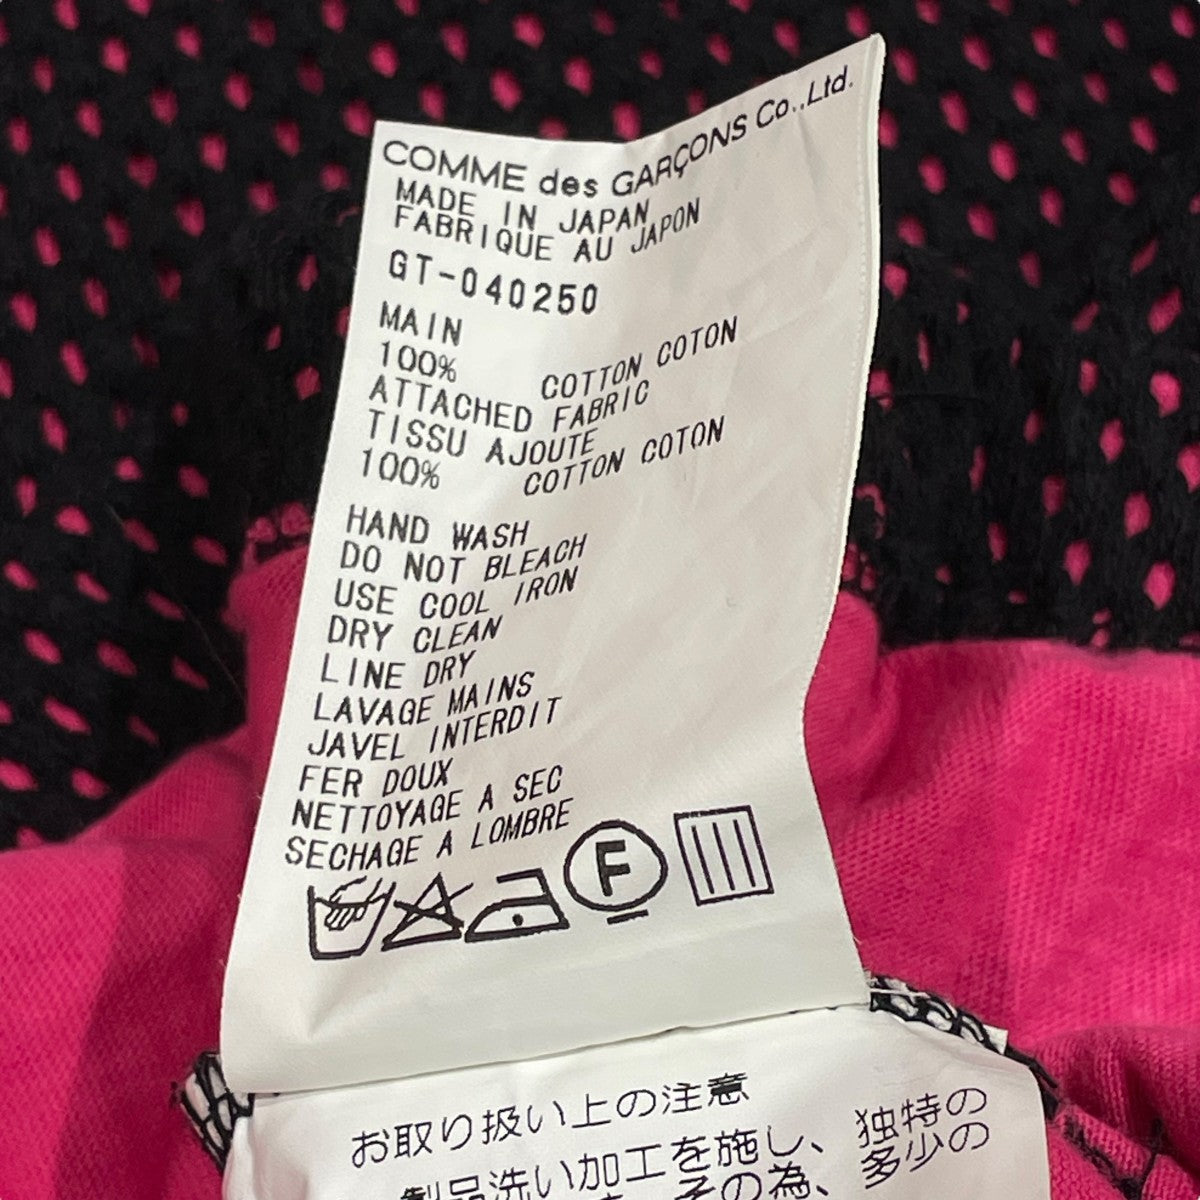 COMME des GARÇONS Co.,Ltd.
MADE IN JAPAN
FABRIQUE AU JAPON
GT-040250
MAIN
100% COTTON COTON
ATTACHED FABRIC
TISSU AJOUTE
100% COTTON COTON
HAND WASH
DO NOT BLEACH
USE COOL IRON
DRY CLEAN
LINE DRY
LAVAGE MAINS
JAVEL INTERDIT
FER DOUX
NETTOYAGE A SEC
SECHAGE A LOMBRE
F
お取り扱い上の注意
製品洗い加工を施し、独特の
その為、多少の